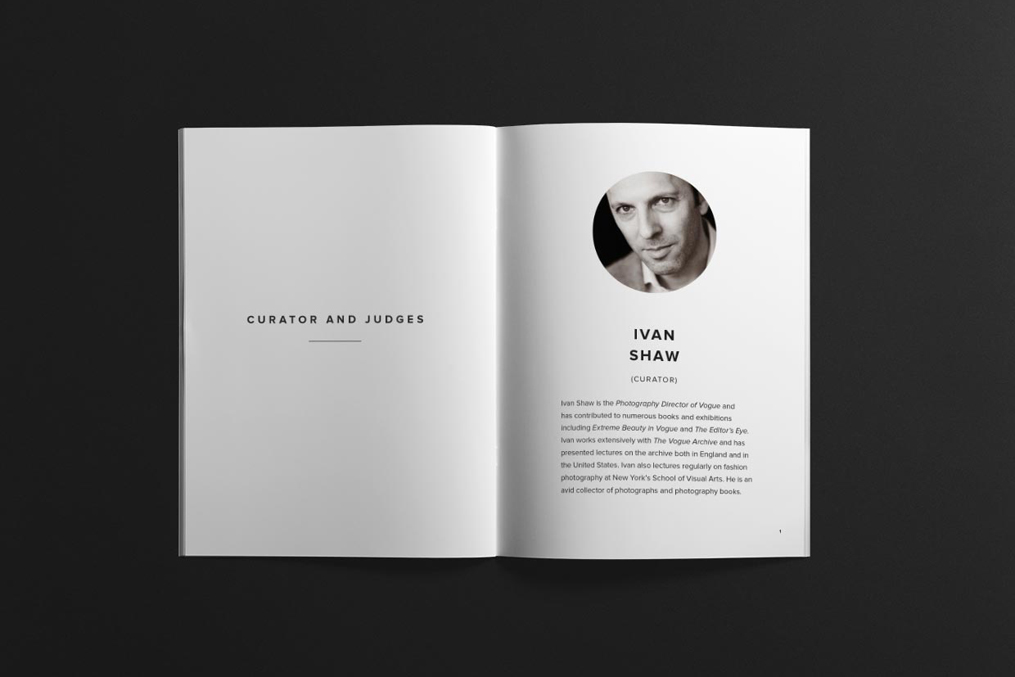 CURATOR AND JUDGES
IVAN
SHAW
(CURATOR)
Ivan Shaw is the Photography Director of Vogue and
has contributed to numerous books and exhibitions
including Extreme Beauty in Vogue and The Editor's Eye.
Ivan works extensively with The Vogue Archive and has
presented lectures on the archive both in England and in
the United States. Ivan also lectures regularly on fashion
photography at New York's School of Visual Arts. He is an
avid collector of photographs and photography books.